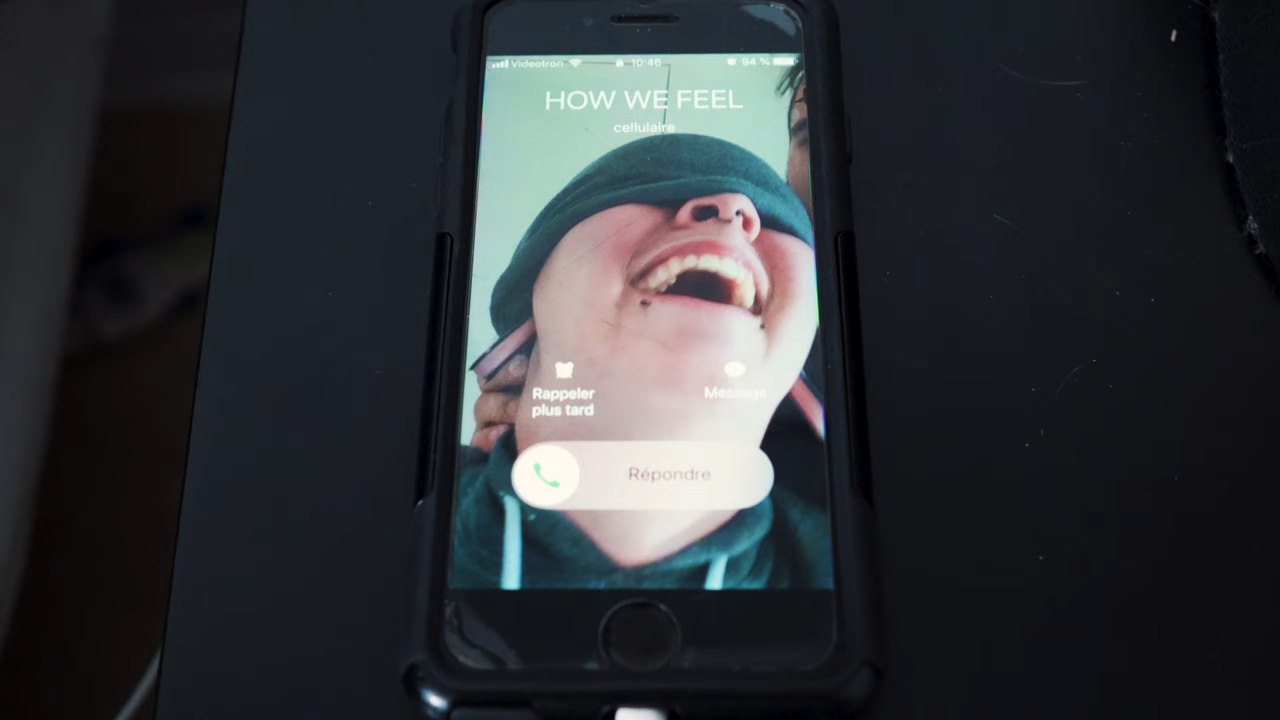 Videotron 10:46 94 %
HOW WE FEEL
cellulaire
Rappeler
plus tard
Message
Répondre